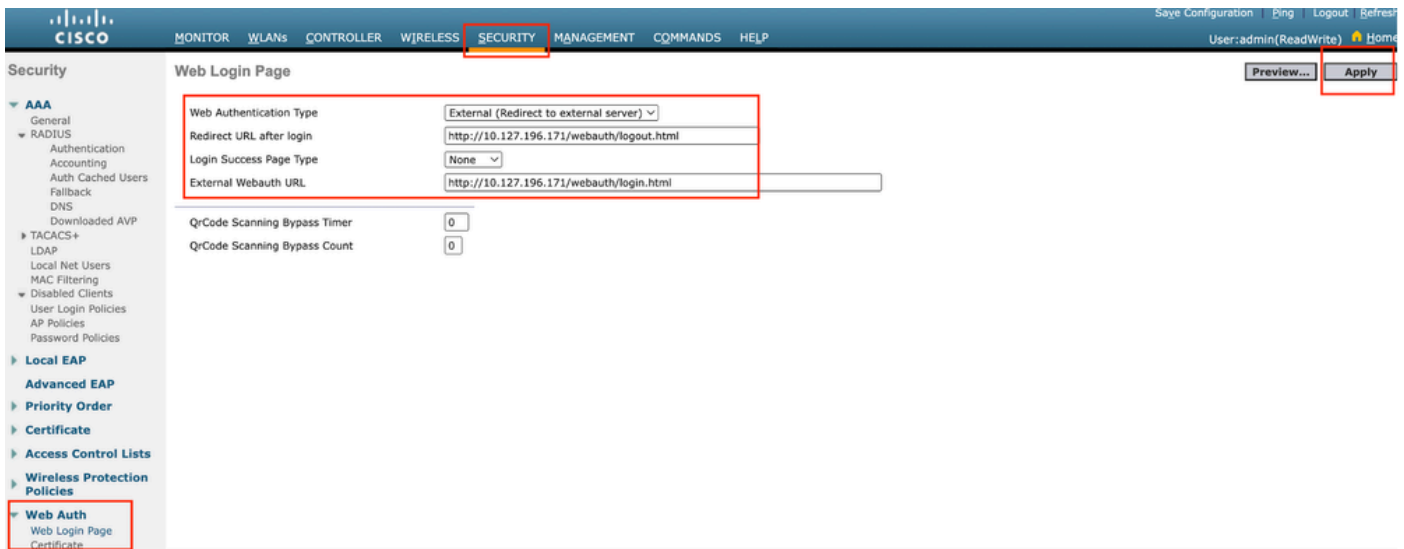 Save Configuration Ping Logout Refresh
CISCO MONITOR WLANs CONTROLLER WIRELESS SECURITY MANAGEMENT COMMANDS HELP User:admin(ReadWrite) Home
Security
Web Login Page
Preview... Apply
AAA
General
RADIUS
Authentication
Accounting
Auth Cached Users
Fallback
DNS
Downloaded AVP
TACACS+
LDAP
Local Net Users
MAC Filtering
Disabled Clients
User Login Policies
AP Policies
Password Policies
Local EAP
Advanced EAP
Priority Order
Certificate
Access Control Lists
Wireless Protection
Policies
Web Auth
Web Login Page
Certificate
Web Authentication Type External (Redirect to external server)
Redirect URL after login http://10.127.196.171/webauth/logout.html
Login Success Page Type None
External Webauth URL http://10.127.196.171/webauth/login.html
QrCode Scanning Bypass Timer 0
QrCode Scanning Bypass Count 0